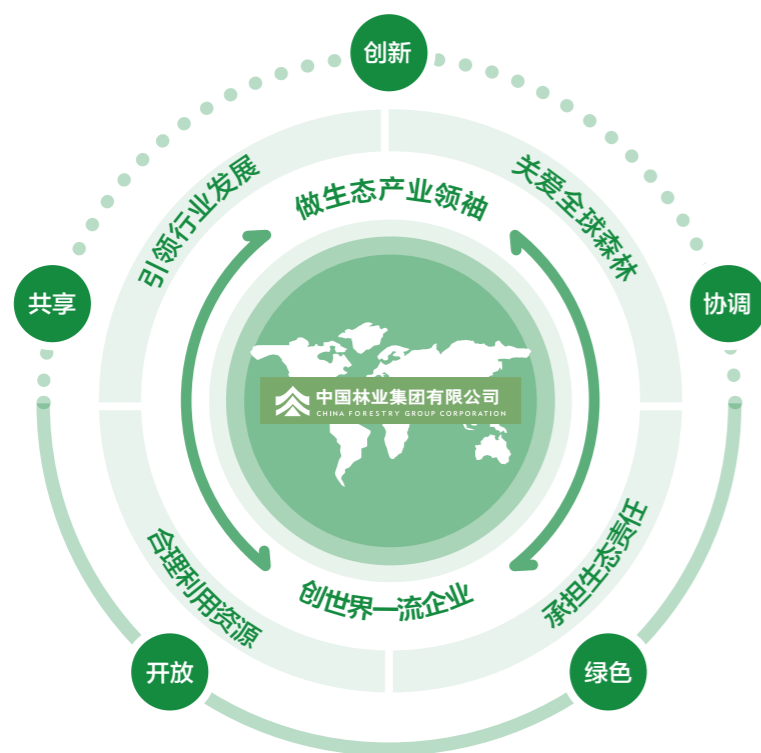 创新
引领行业发展
做生态产业领袖
关爱全球森林
共享
协调
中国林业集团有限公司
CHINA FORESTRY GROUP CORPORATION
合理利用资源
创世界一流企业
承担生态责任
开放
绿色